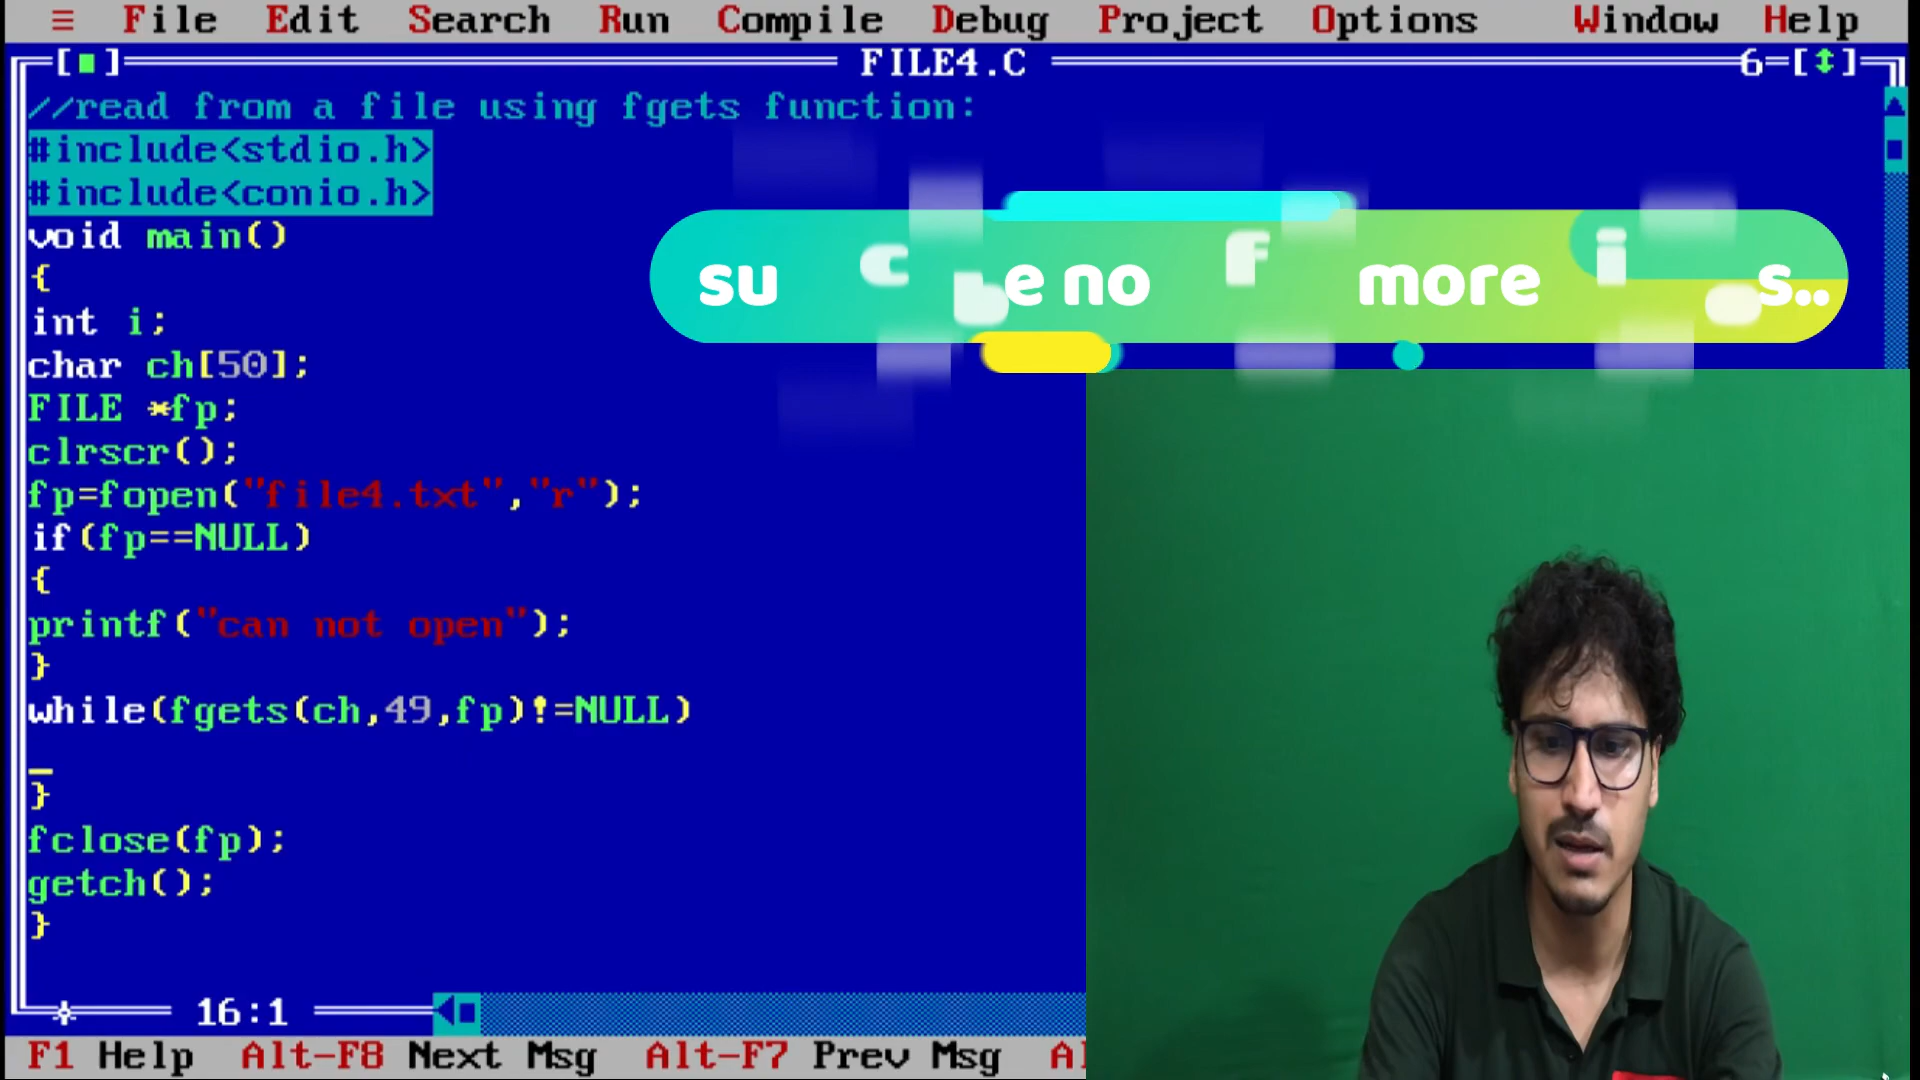 ≡ File Edit Search Run Compile Debug Project Options Window Help
[■] FILE4.C 6=[↕]
//read from a file using fgets function:
#include<stdio.h>
#include<conio.h>
void main()
{
int i;
char ch[50];
FILE *fp;
clrscr();
fp=fopen("file4.txt","r");
if(fp==NULL)
{
printf("can not open");
}
while(fgets(ch,49,fp)!=NULL)
}
fclose(fp);
getch();
}
more
16:1
F1 Help Alt-F8 Next Msg Alt-F7 Prev Msg